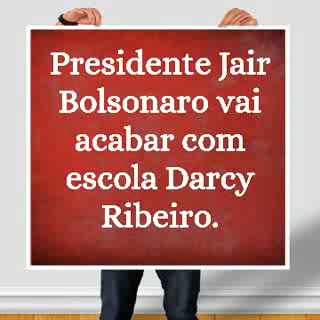 Presidente Jair
Bolsonaro vai
acabar com
escola Darcy
Ribeiro.